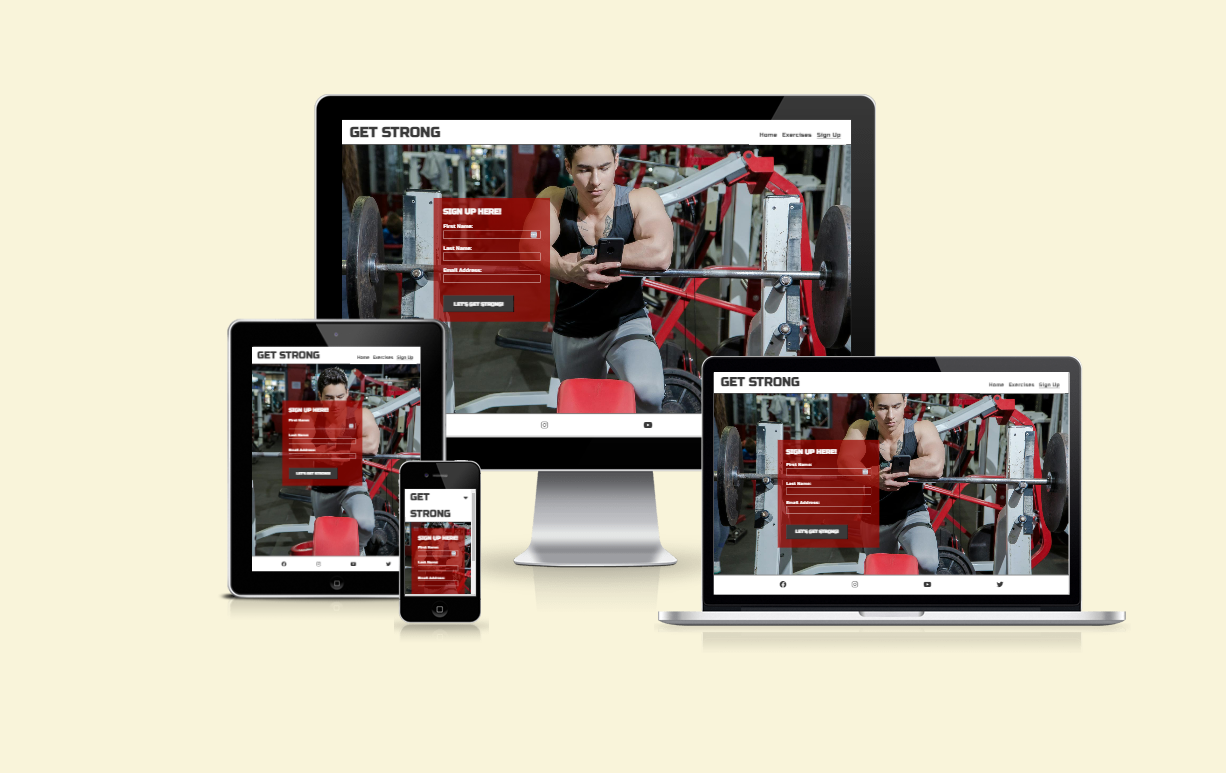 GET STRONG
Home Exercises Sign Up
SIGN UP HERE!
First Name:
Last Name:
Email Address:
LET'S GET STRONG!
GET STRONG
Home Exercises Sign Up
SIGN UP HERE!
First Name:
Last Name:
Email Address:
LET'S GET STRONG!
GET
STRONG
SIGN UP HERE!
First Name:
Last Name:
Email Address:
GET STRONG
Home Exercises Sign Up
SIGN UP HERE!
First Name:
Last Name:
Email Address:
LET'S GET STRONG!